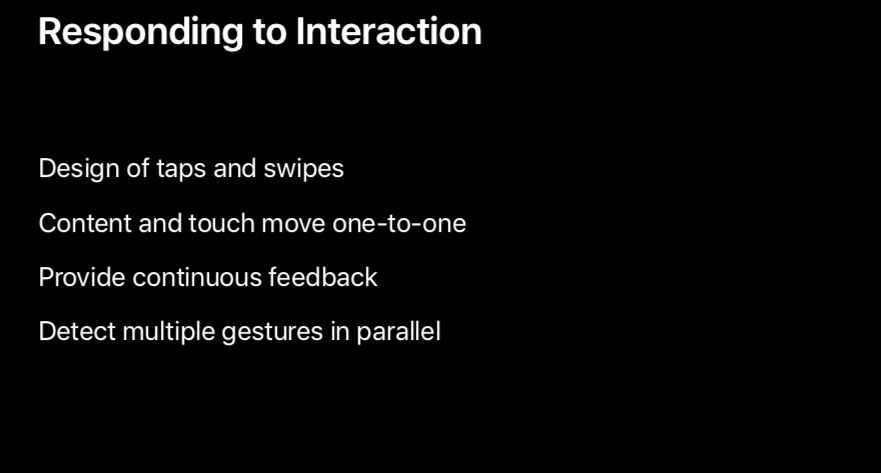 Responding to Interaction
Design of taps and swipes
Content and touch move one-to-one
Provide continuous feedback
Detect multiple gestures in parallel